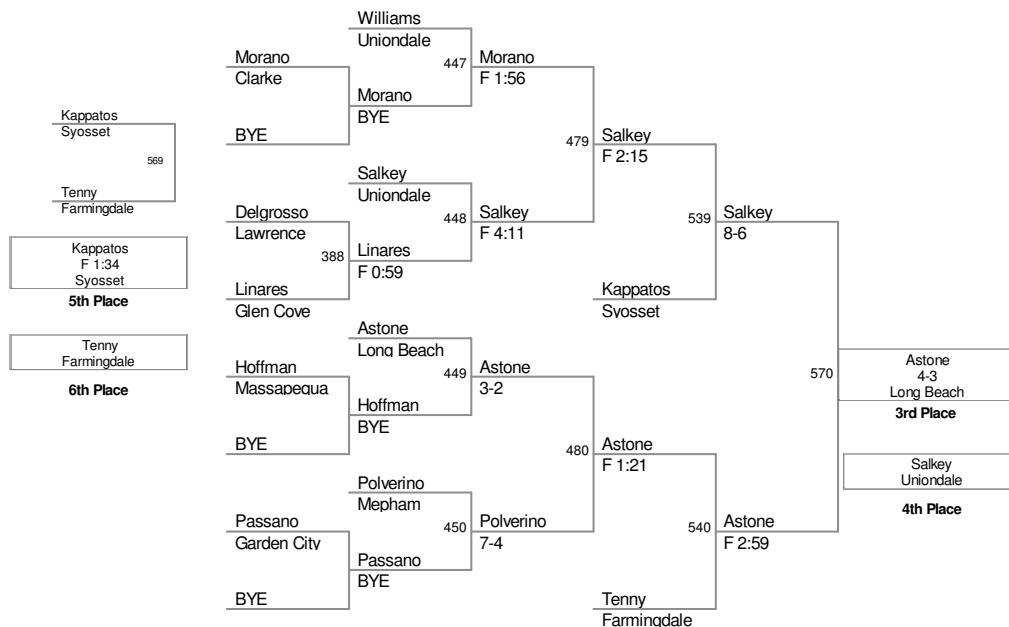 Kappatos
Syosset
569
Tenny
Farmingdale
Kappatos
F 1:34
Syosset
5th Place
Tenny
Farmingdale
6th Place
Morano
Clarke
BYE
Delgrosso
Lawrence
388
Linares
Glen Cove
Hoffman
Massapequa
BYE
Passano
Garden City
BYE
Williams
Uniondale
447
Morano
BYE
Salkey
Uniondale
448
Linares
F 0:59
Astone
Long Beach
449
Hoffman
BYE
Polverino
Mepham
450
Passano
BYE
Morano
F 1:56
479
Salkey
F 4:11
Astone
3-2
480
Polverino
7-4
Salkey
F 2:15
539
Kappatos
Syosset
Astone
F 1:21
540
Tenny
Farmingdale
Salkey
8-6
570
Astone
F 2:59
Astone
4-3
Long Beach
3rd Place
Salkey
Uniondale
4th Place